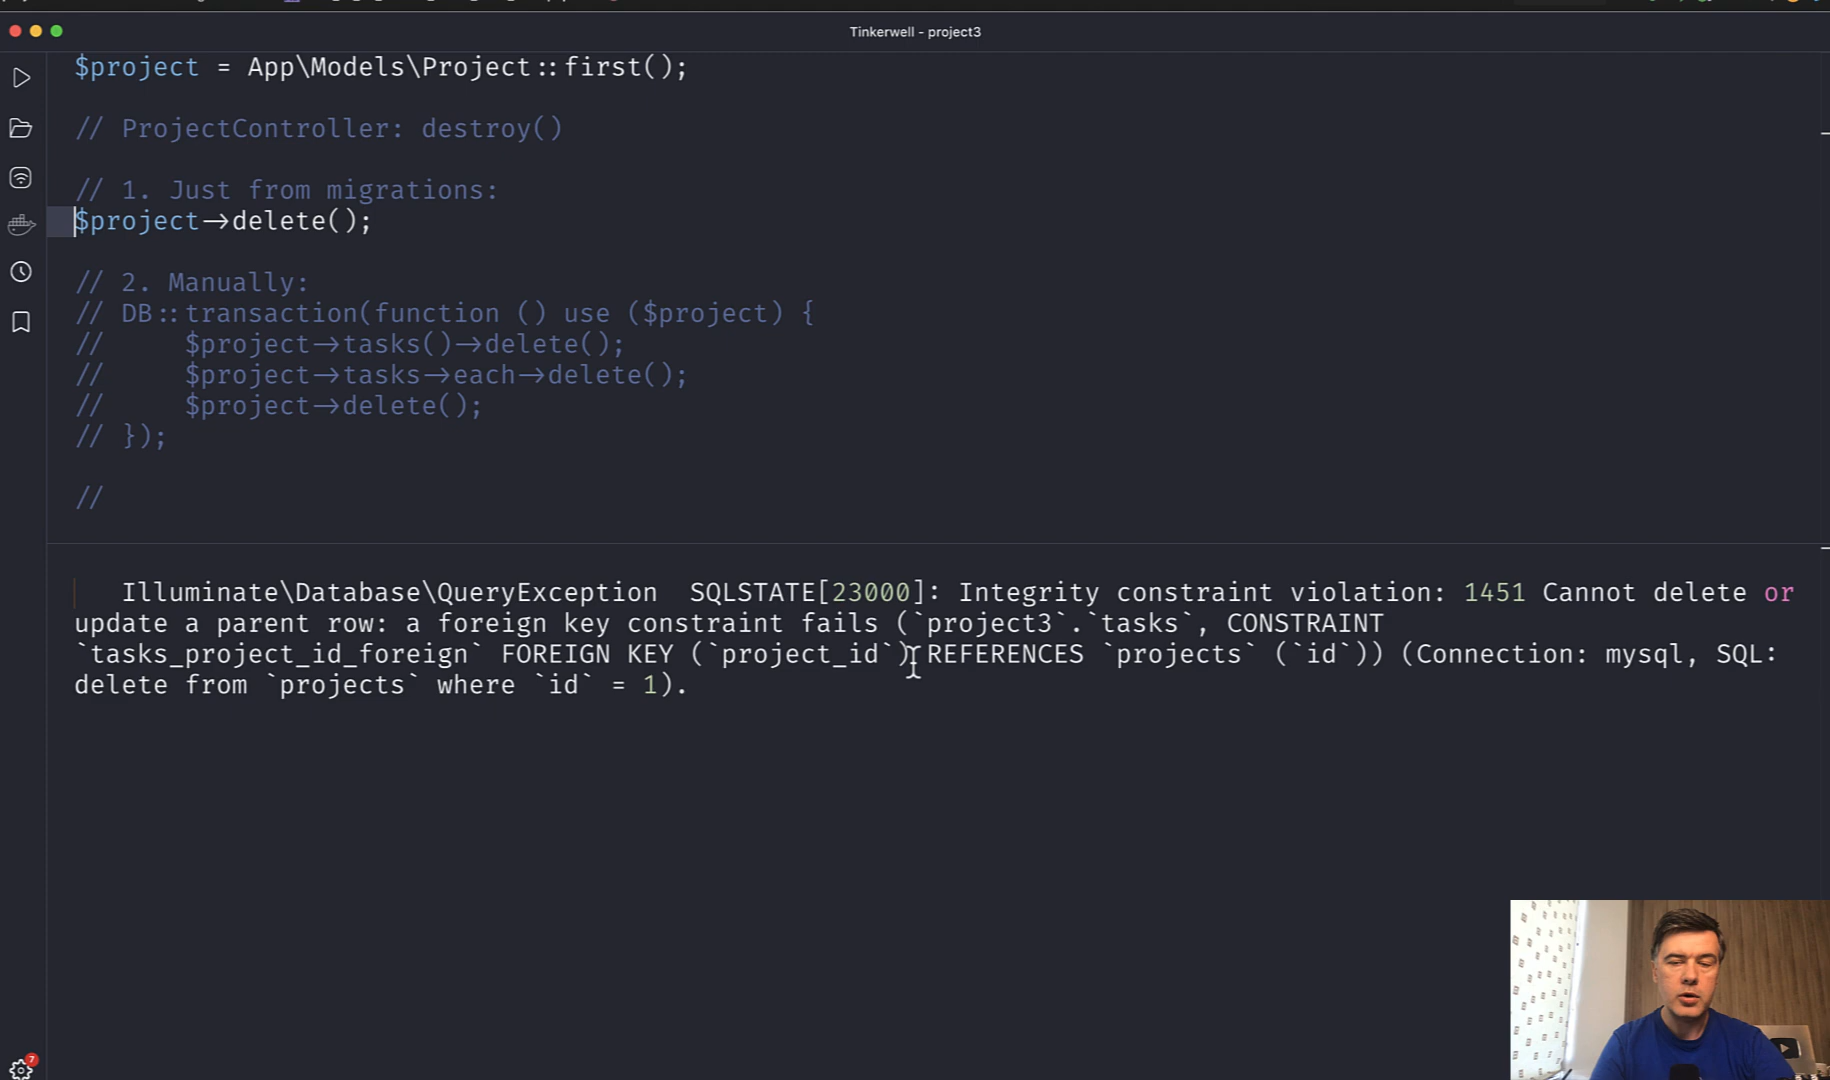 Tinkerwell - project3
$project = App\Models\Project::first();
// ProjectController: destroy()
// 1. Just from migrations:
$project->delete();
// 2. Manually:
// DB::transaction(function () use ($project) {
//     $project->tasks()->delete();
//     $project->tasks->each->delete();
//     $project->delete();
// });
//
Illuminate\Database\QueryException  SQLSTATE[23000]: Integrity constraint violation: 1451 Cannot delete or
update a parent row: a foreign key constraint fails (`project3`.`tasks`, CONSTRAINT
`tasks_project_id_foreign` FOREIGN KEY (`project_id`) REFERENCES `projects` (`id`)) (Connection: mysql, SQL:
delete from `projects` where `id` = 1).
7